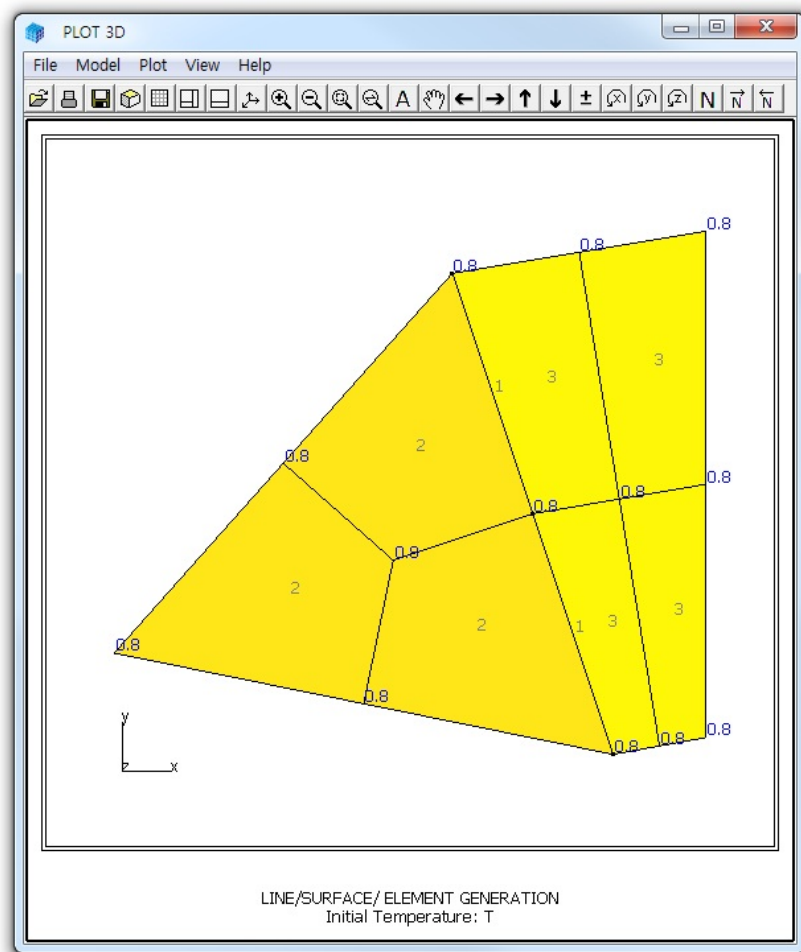 PLOT 3D
File Model Plot View Help
A N N N
0.8
0.8
0.8
3
1 3
2
0.8
0.8
0.8 0.8
0.8
2
3
2 1 3
0.8
0.8
0.8
0.8 0.8
y
z x
LINE/SURFACE/ ELEMENT GENERATION
Initial Temperature: T